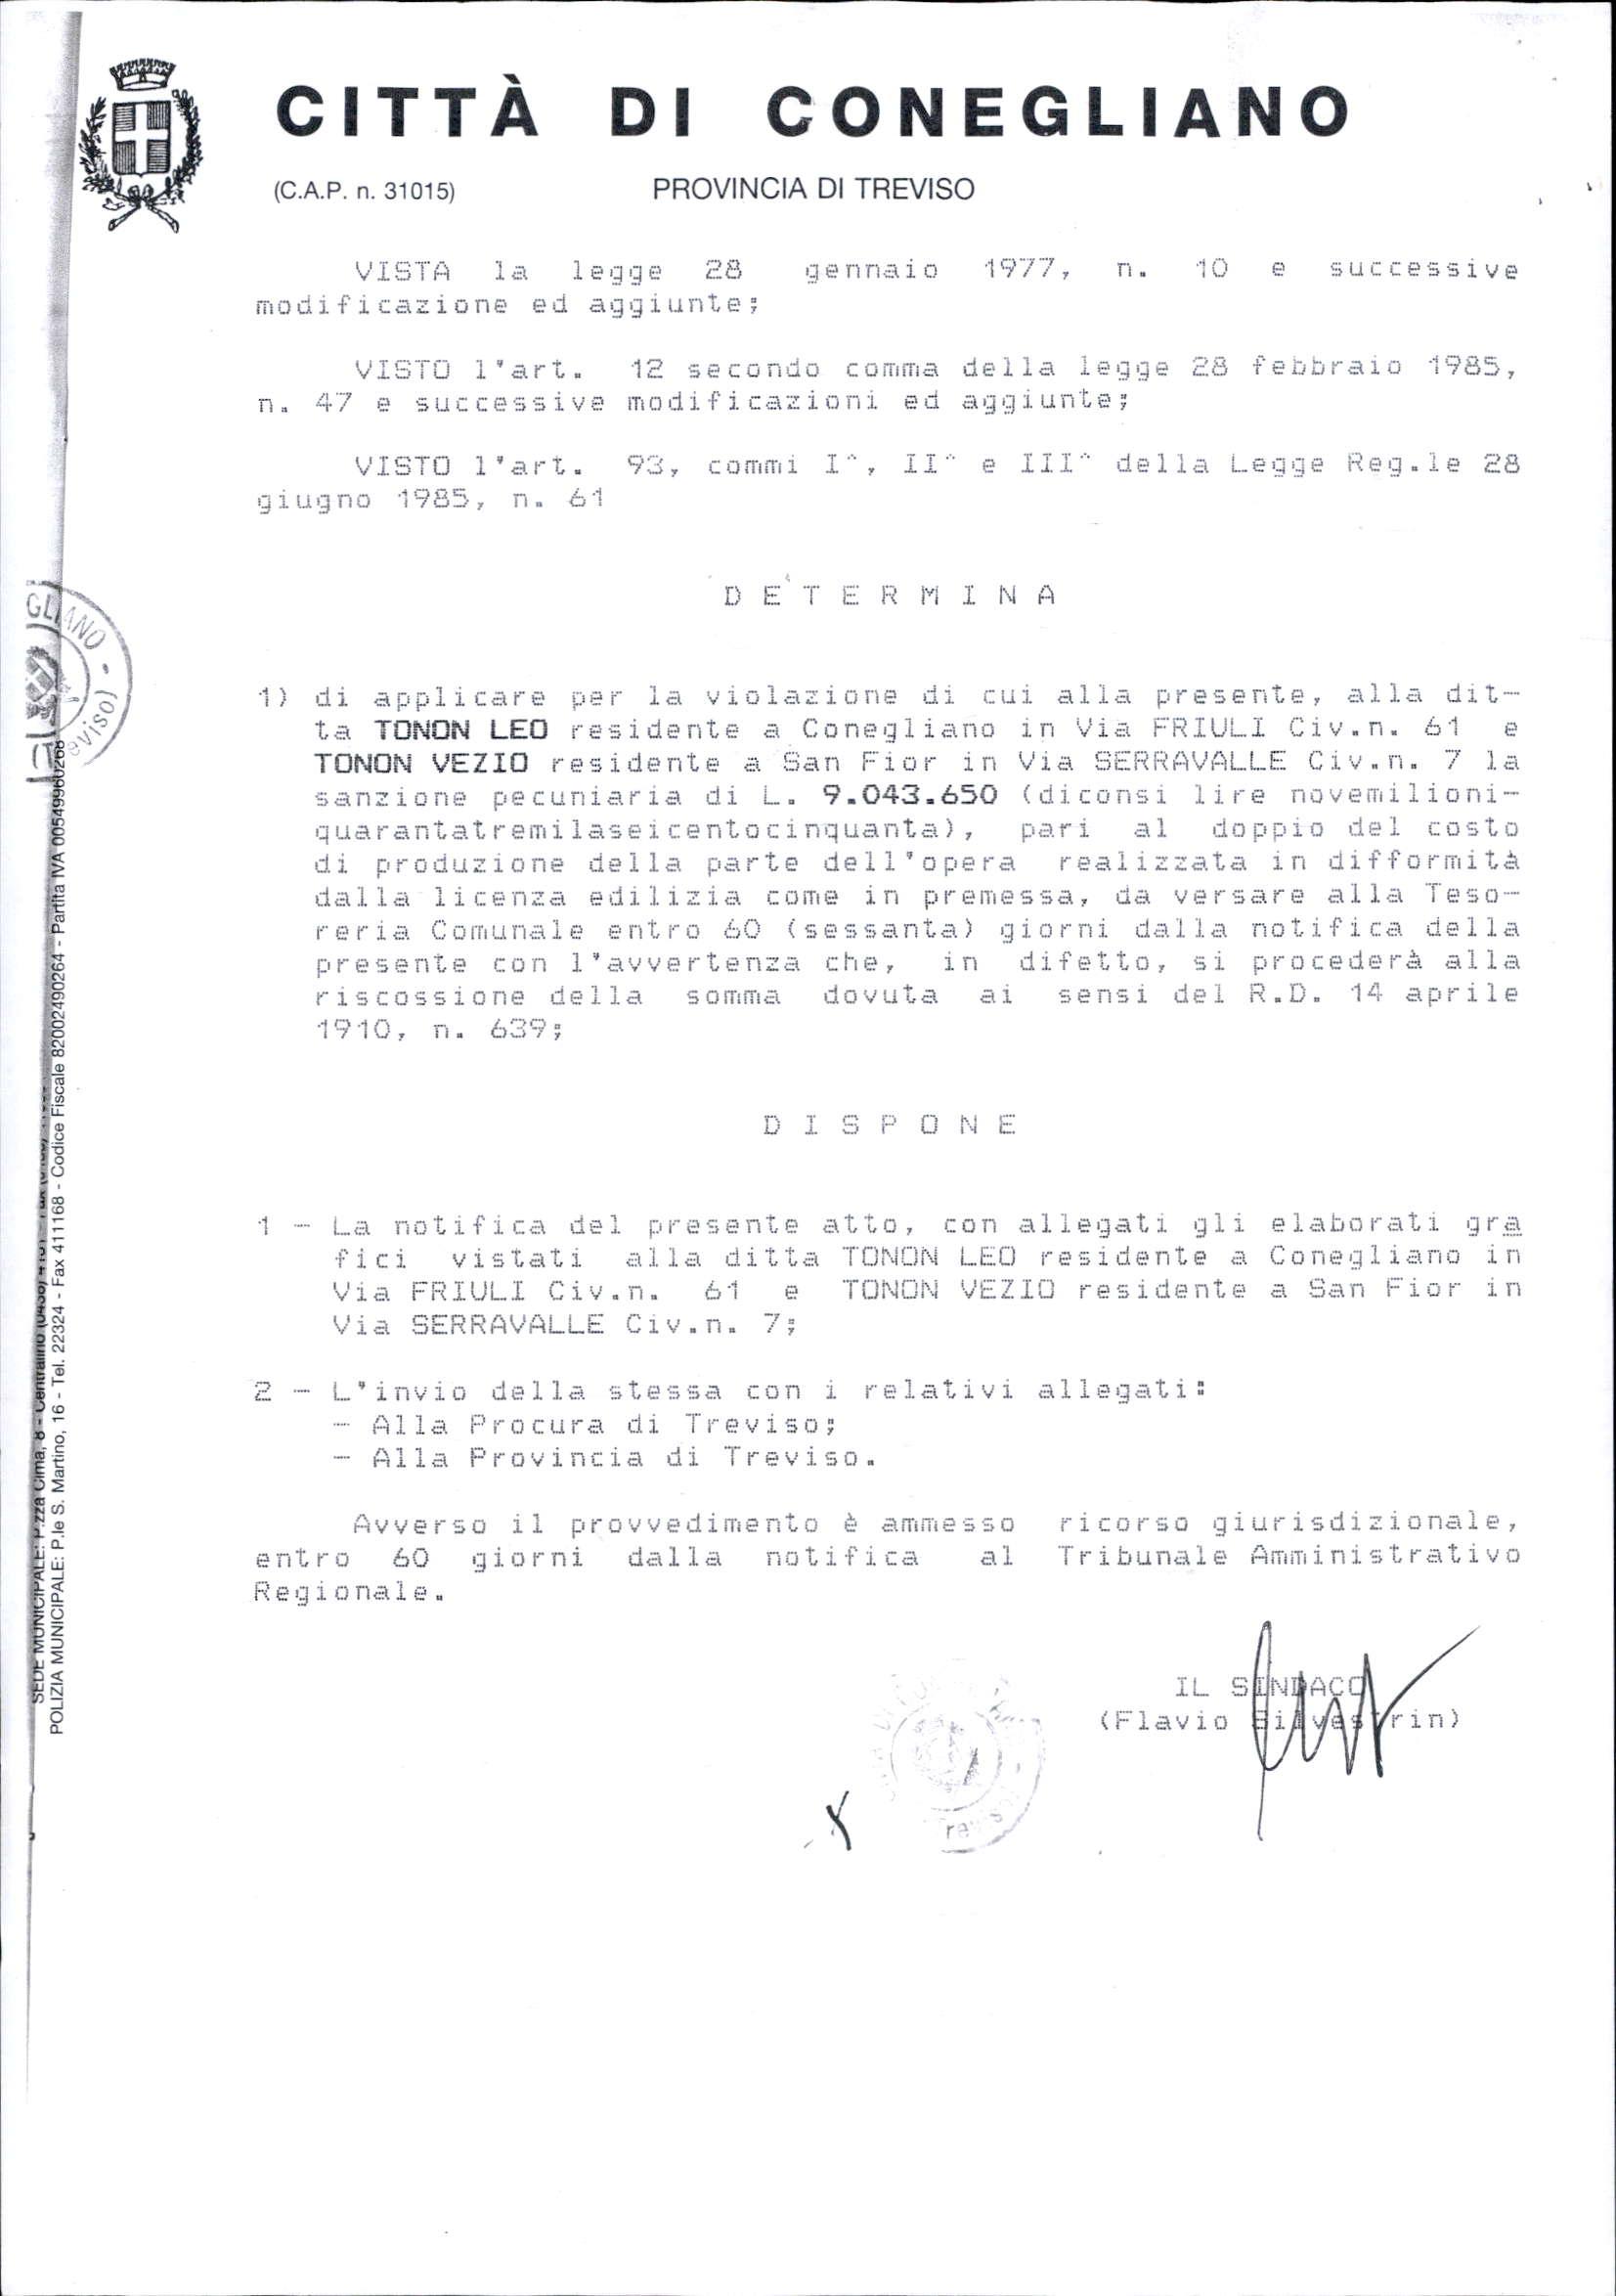 CITTÀ DI CONEGLIANO
(C.A.P. n. 31015) PROVINCIA DI TREVISO
VISTA la legge 28 gennaio 1977, n. 10 e successive
modificazione ed aggiunte;
VISTO l'art. 12 secondo comma della legge 28 febbraio 1985,
n. 47 e successive modificazioni ed aggiunte;
VISTO l'art. 93, commi I^, II^ e III^ della Legge Reg.le 28
giugno 1985, n. 61
D E T E R M I N A
1) di applicare per la violazione di cui alla presente, alla dit-
ta TONON LEO residente a Conegliano in Via FRIULI Civ.n. 61 e
TONON VEZIO residente a San Fior in Via SERRAVALLE Civ.n. 7 la
sanzione pecuniaria di L. 9.043.650 (diconsi lire novemilioni-
quarantatremilaseicentocinquanta), pari al doppio del costo
di produzione della parte dell'opera realizzata in difformità
dalla licenza edilizia come in premessa, da versare alla Teso-
reria Comunale entro 60 (sessanta) giorni dalla notifica della
presente con l'avvertenza che, in difetto, si procederà alla
riscossione della somma dovuta ai sensi del R.D. 14 aprile
1910, n. 639;
D I S P O N E
1 - La notifica del presente atto, con allegati gli elaborati gra
fici vistati alla ditta TONON LEO residente a Conegliano in
Via FRIULI Civ.n. 61 e TONON VEZIO residente a San Fior in
Via SERRAVALLE Civ.n. 7;
2 - L'invio della stessa con i relativi allegati:
- Alla Procura di Treviso;
- Alla Provincia di Treviso.
Avverso il provvedimento è ammesso ricorso giurisdizionale,
entro 60 giorni dalla notifica al Tribunale Amministrativo
Regionale.
IL SINDACO
(Flavio Silvestrin)
GLIANO -
eviso)
SEDE MUNICIPALE: P.zza Cima, 8 - Centralino (0438)
POLIZIA MUNICIPALE: P.le S. Martino, 16 - Tel. 22324 - Fax 411168 - Codice Fiscale 82002490264 - Partita IVA 00549960268